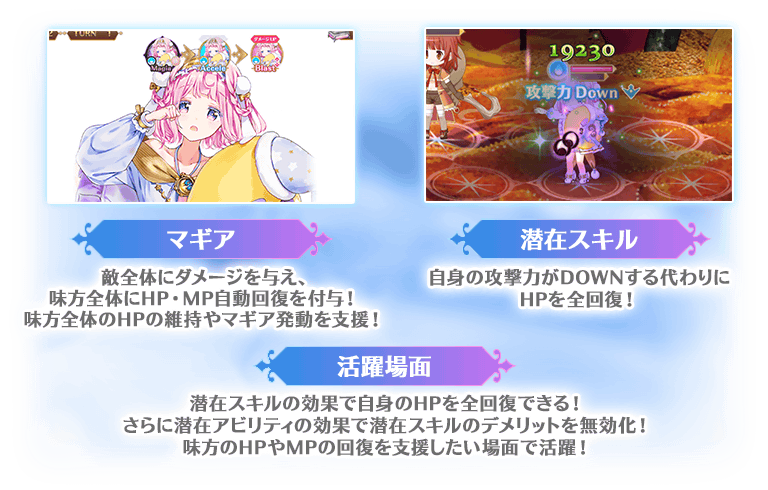 TURN 1
Magia
Accele
ダメージUP
Blast
19230
攻撃力 Down
マギア
敵全体にダメージを与え、
味方全体にHP・MP自動回復を付与！
味方全体のHPの維持やマギア発動を支援！
潜在スキル
自身の攻撃力がDOWNする代わりに
HPを全回復！
活躍場面
潜在スキルの効果で自身のHPを全回復できる！
さらに潜在アビリティの効果で潜在スキルのデメリットを無効化！
味方のHPやMPの回復を支援したい場面で活躍！